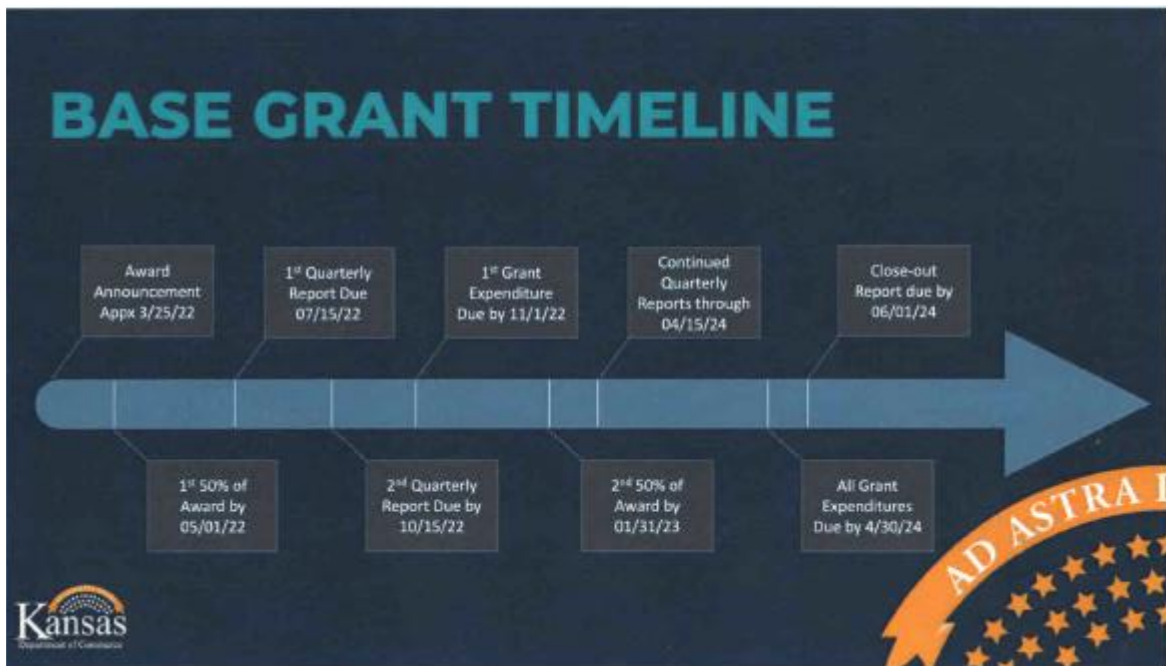 BASE GRANT TIMELINE
Award
Announcement
Appx 3/25/22
1st Quarterly
Report Due
07/15/22
1st Grant
Expenditure
Due by 11/1/22
Continued
Quarterly
Reports through
04/15/24
Close-out
Report due by
06/01/24
1st 50% of
Award by
05/01/22
2nd Quarterly
Report Due by
10/15/22
2nd 50% of
Award by
01/31/23
All Grant
Expenditures
Due by 4/30/24
AD ASTRA
Kansas
Department of Commerce